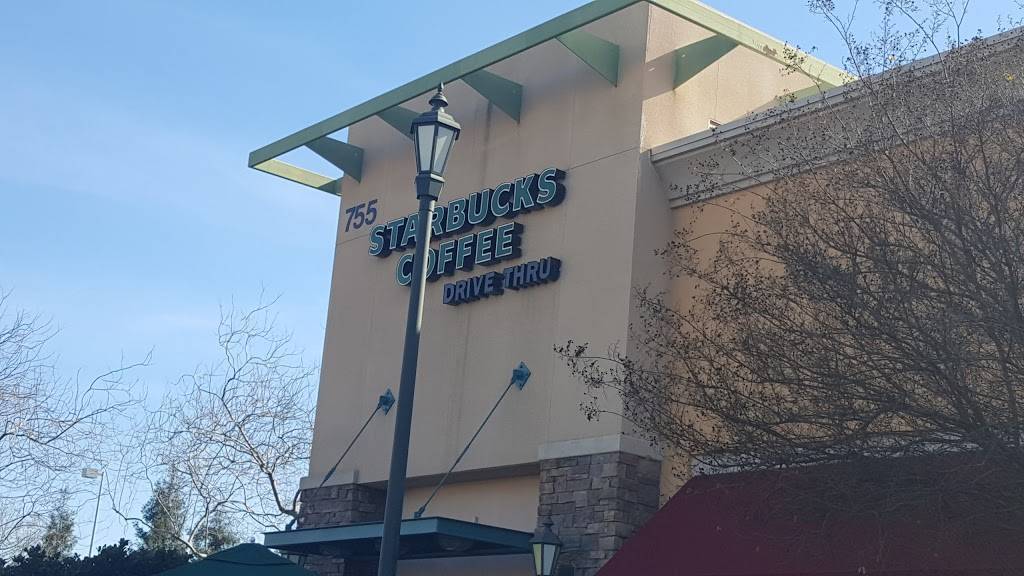 755
STARBUCKS
COFFEE
DRIVE THRU